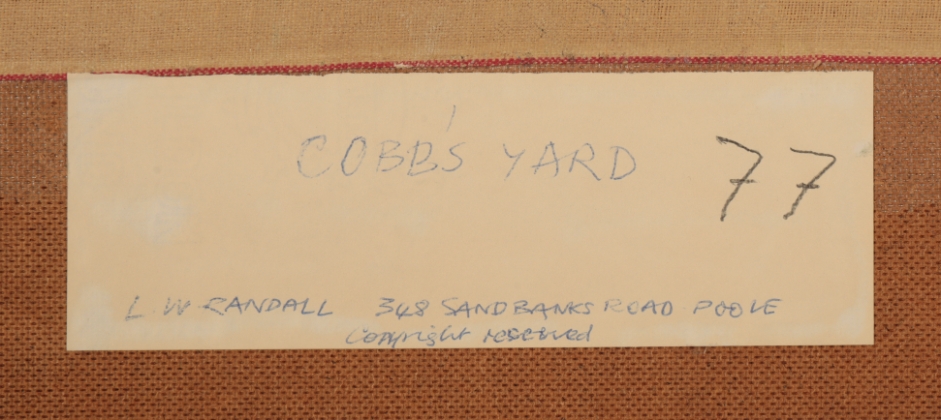 COBB'S YARD 77
L. W RANDALL 348 SANDBANKS ROAD POOLE
Copyright reserved